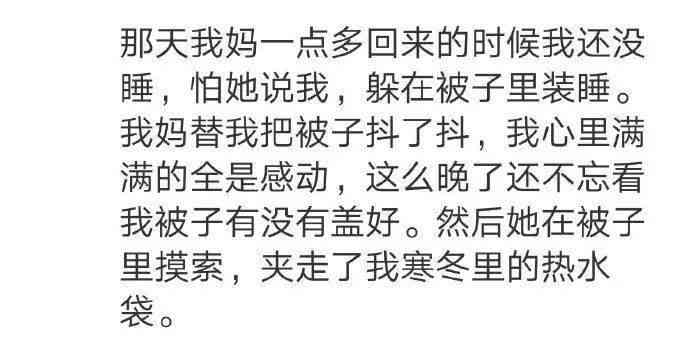 那天我妈一点多回来的时候我还没
睡，怕她说我，躲在被子里装睡。
我妈替我把被子抖了抖，我心里满
满的全是感动，这么晚了还不忘看
我被子有没有盖好。然后她在被子
里摸索，夹走了我寒冬里的热水
袋。